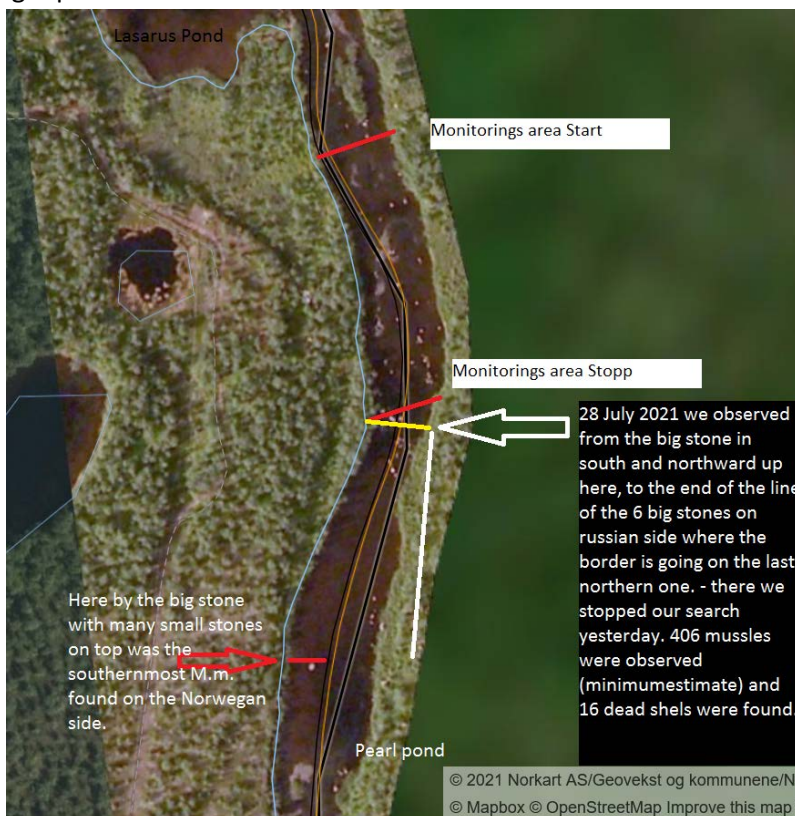 Lasarus Pond
Monitorings area Start
Monitorings area Stopp
28 July 2021 we observed
from the big stone in
south and northward up
here, to the end of the line
of the 6 big stones on
russian side where the
border is going on the last
northern one. - there we
stopped our search
yesterday. 406 mussles
were observed
(minimumestimate) and
16 dead shels were found.
Here by the big stone
with many small stones
on top was the
southernmost M.m.
found on the Norwegan
side.
Pearl pond
© 2021 Norkart AS/Geovekst og kommunene/N
© Mapbox © OpenStreetMap Improve this map